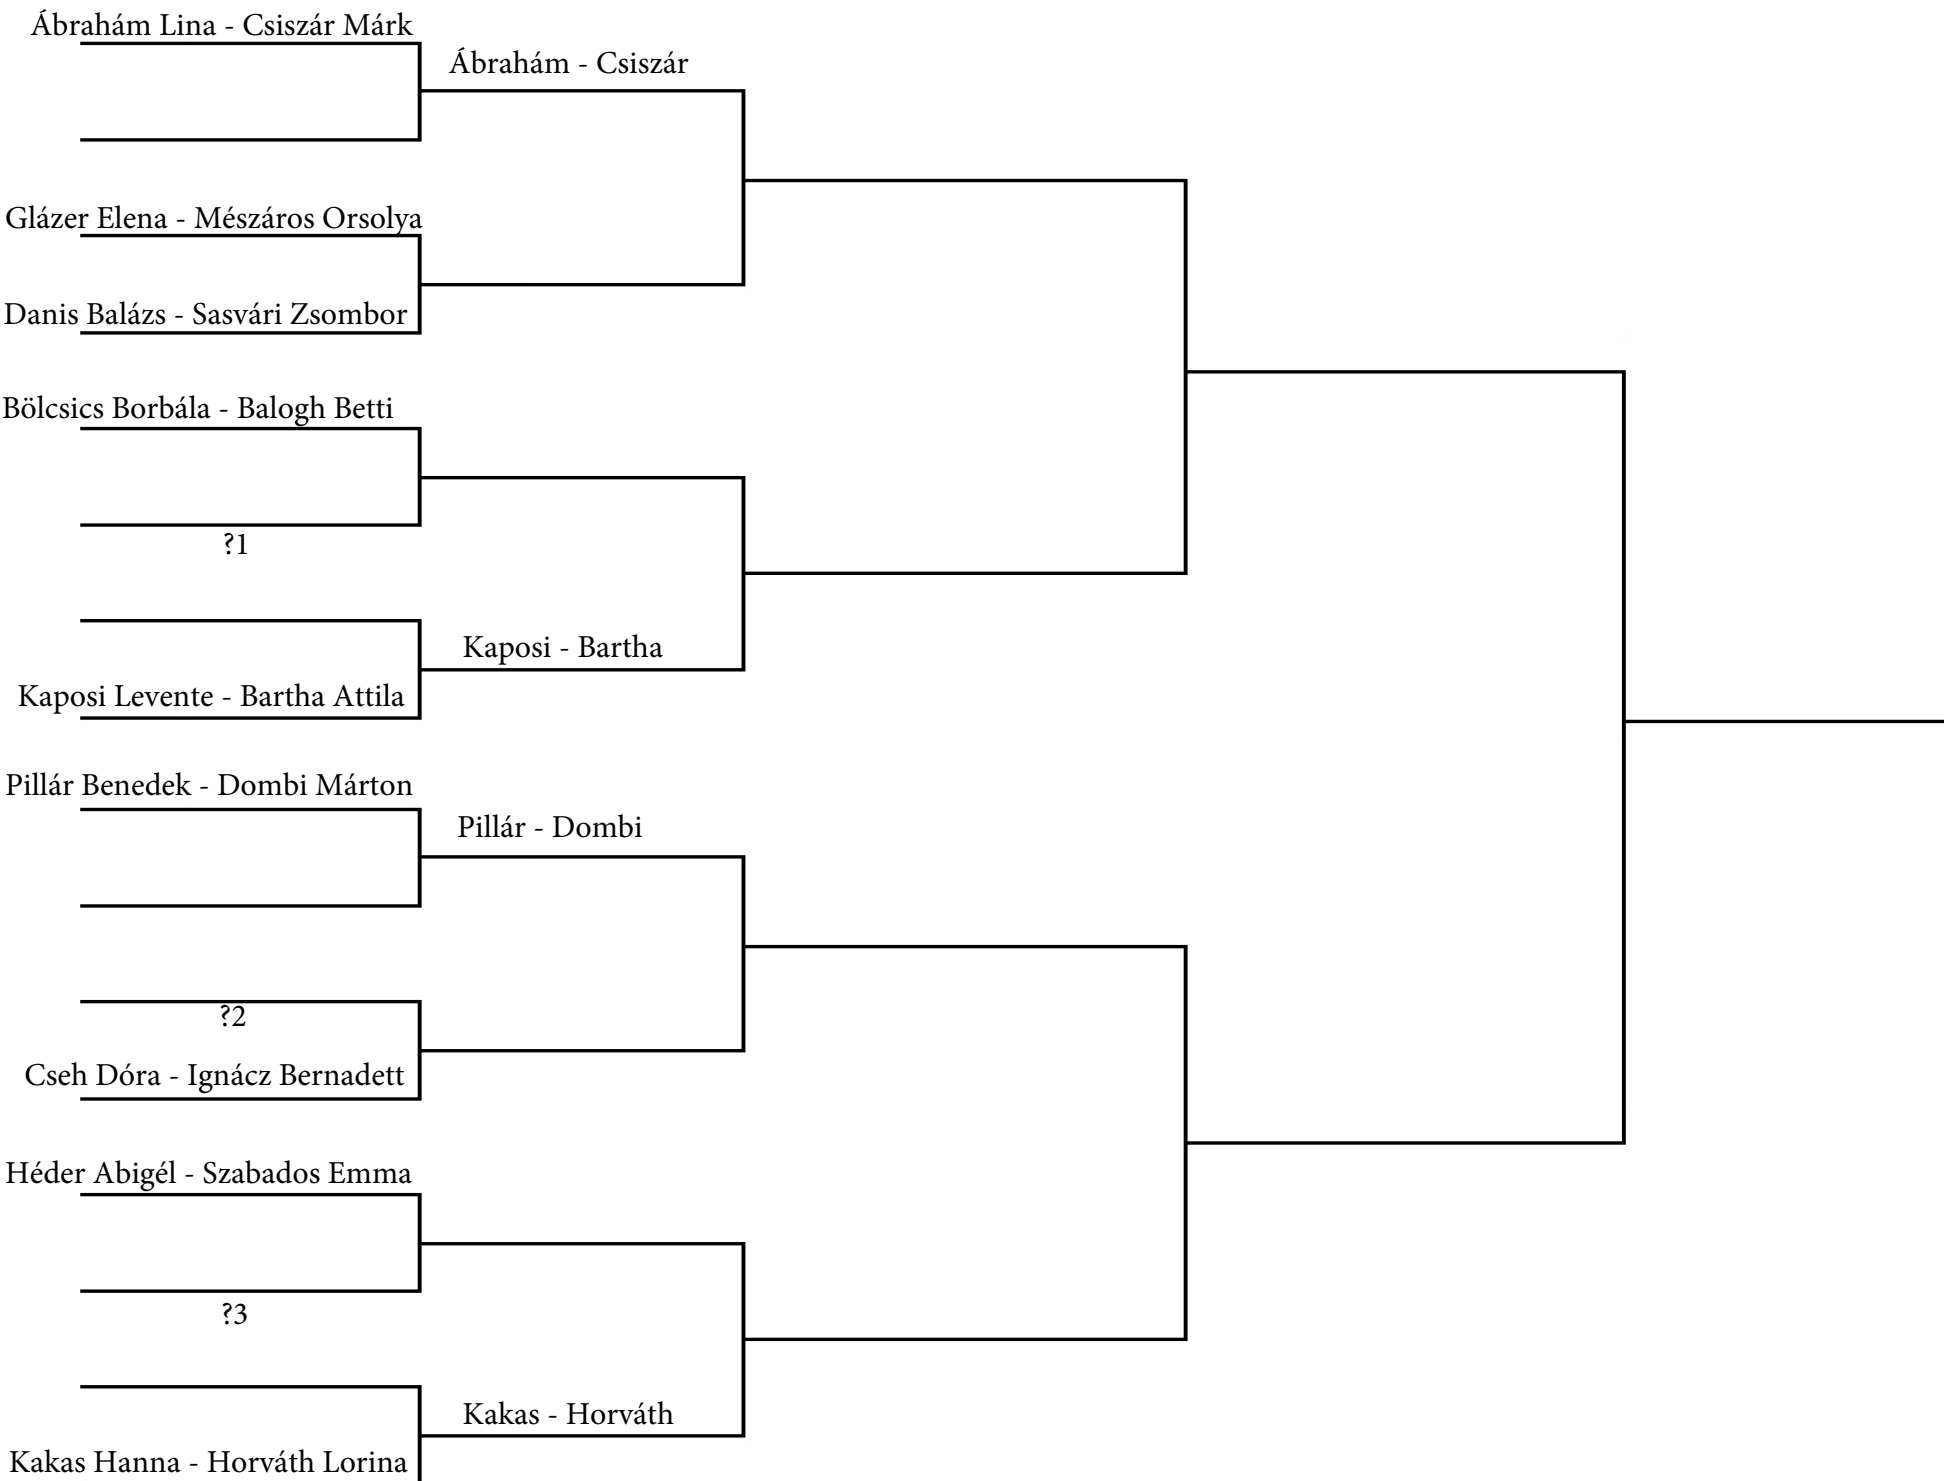 Ábrahám Lina - Csiszár Márk
Ábrahám - Csiszár
Glázer Elena - Mészáros Orsolya
Danis Balázs - Sasvári Zsombor
Bölcsics Borbála - Balogh Betti
?1
Kaposi - Bartha
Kaposi Levente - Bartha Attila
Pillár Benedek - Dombi Márton
Pillár - Dombi
?2
Cseh Dóra - Ignácz Bernadett
Héder Abigél - Szabados Emma
?3
Kakas - Horváth
Kakas Hanna - Horváth Lorina